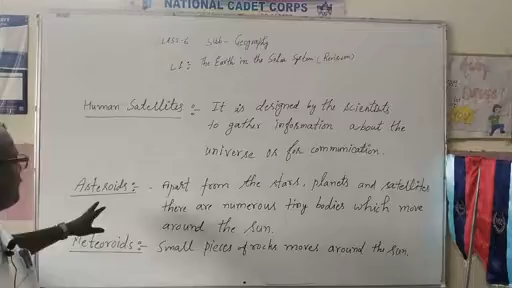 NATIONAL CADET CORPS
Class-6 Sub- Geography
L-1: The Earth in the Solar System (Revision)
Human Satellites :- It is designed by the scientists
to gather information about the
universe or for communication.
Asteroids :- - Apart from the stars, planets and satellites
there are numerous tiny bodies which move
around the sun.
Meteoroids :- Small pieces of rocks moves around the sun.